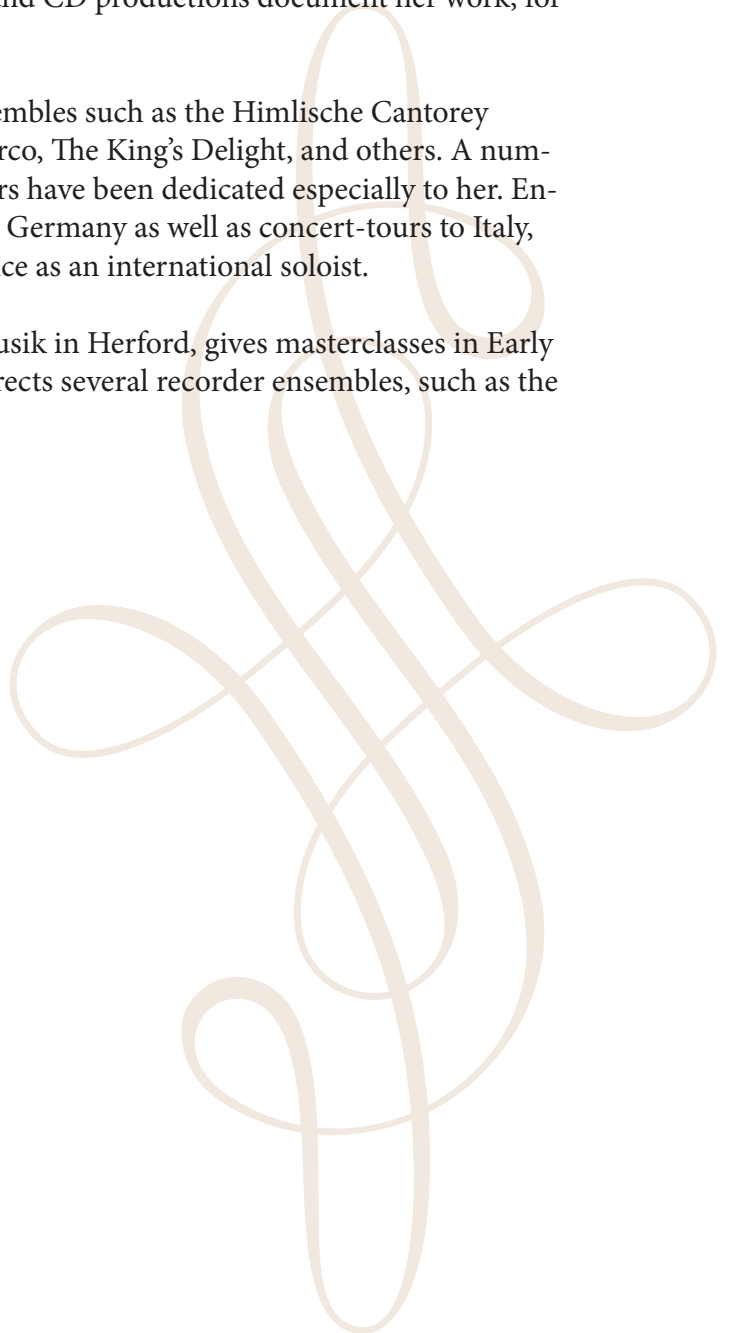 and CD productions document her work, for
embles such as the Himlische Cantorey
rco, The King’s Delight, and others. A num-
rs have been dedicated especially to her. En-
Germany as well as concert-tours to Italy,
ce as an international soloist.
usik in Herford, gives masterclasses in Early
rects several recorder ensembles, such as the